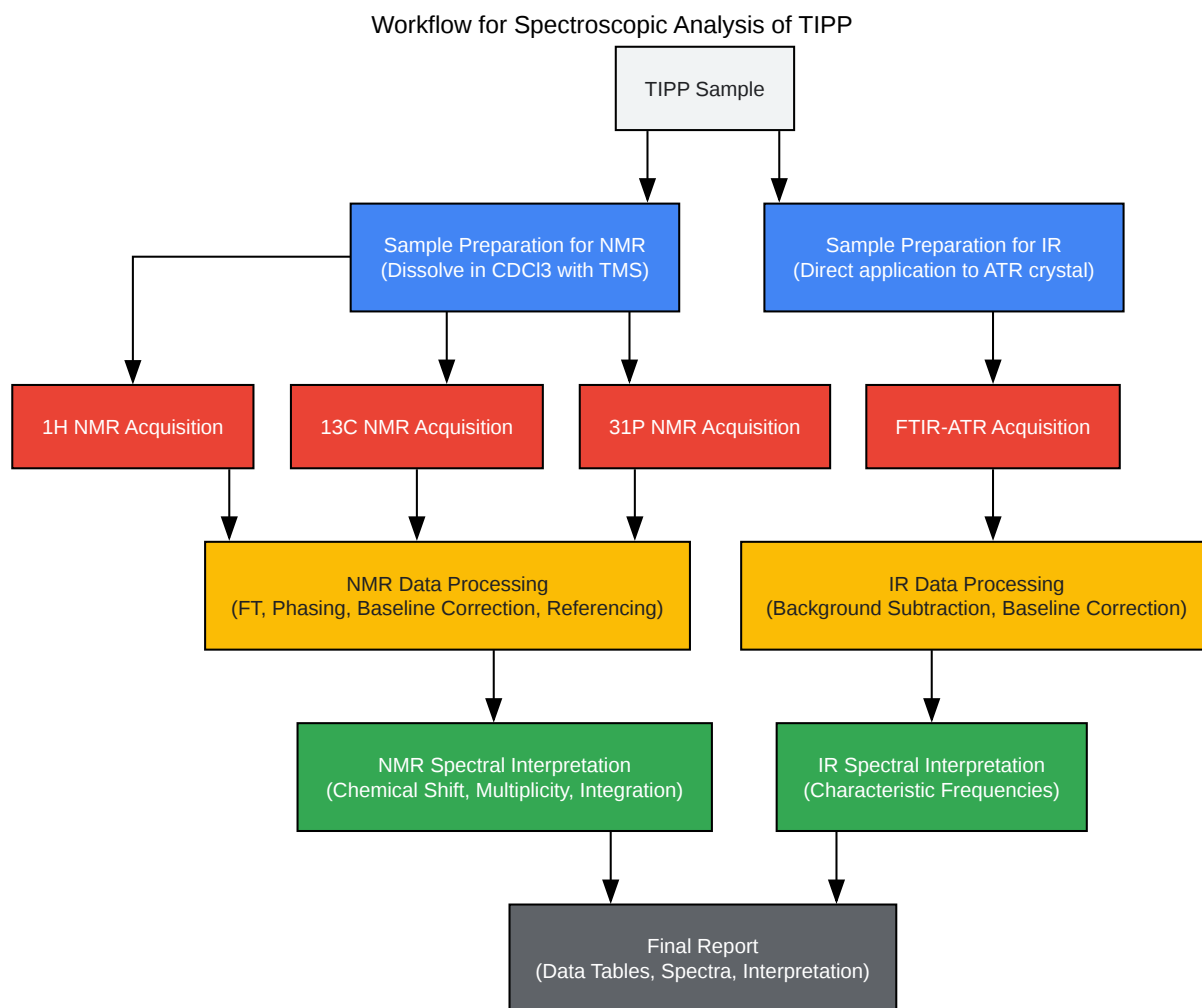 Workflow for Spectroscopic Analysis of TIPP
TIPP Sample
Sample Preparation for NMR
(Dissolve in CDCl3 with TMS)
Sample Preparation for IR
(Direct application to ATR crystal)
1H NMR Acquisition
13C NMR Acquisition
31P NMR Acquisition
FTIR-ATR Acquisition
NMR Data Processing
(FT, Phasing, Baseline Correction, Referencing)
IR Data Processing
(Background Subtraction, Baseline Correction)
NMR Spectral Interpretation
(Chemical Shift, Multiplicity, Integration)
IR Spectral Interpretation
(Characteristic Frequencies)
Final Report
(Data Tables, Spectra, Interpretation)